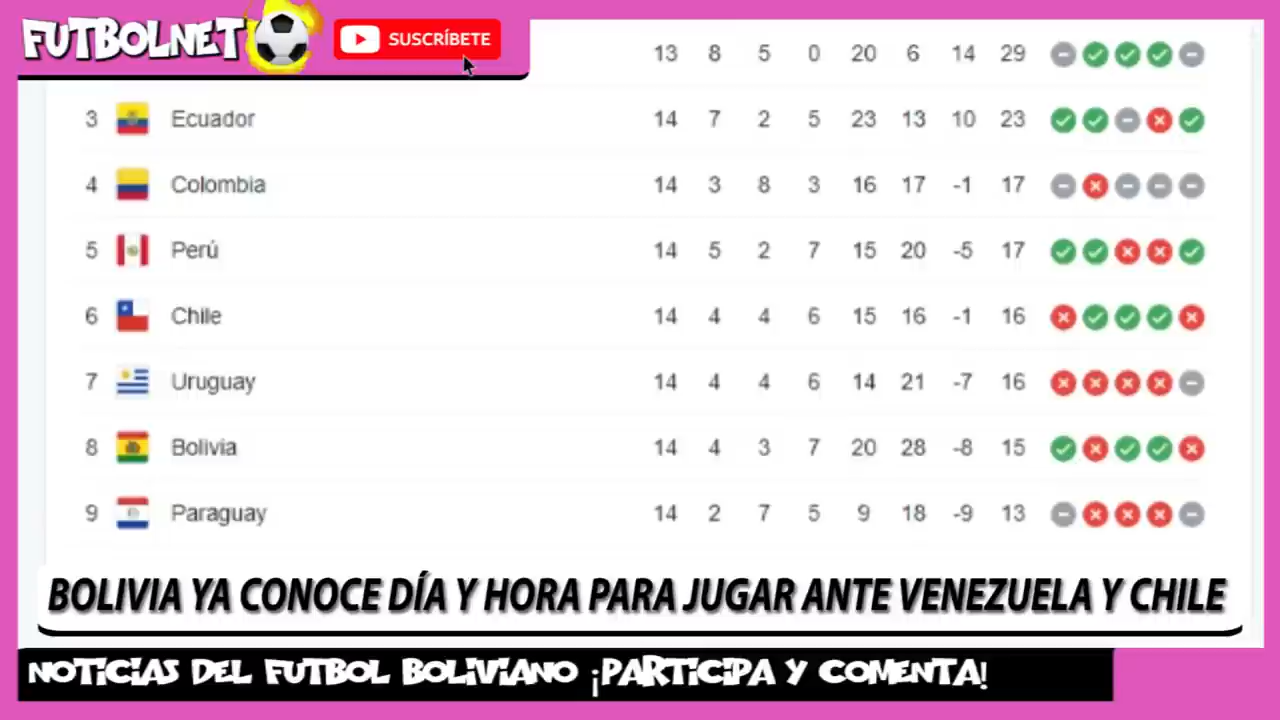 FUTBOLNET
SUSCRÍBETE
13 8 5 0 20 6 14 29
3 Ecuador 14 7 2 5 23 13 10 23
4 Colombia 14 3 8 3 16 17 -1 17
5 Perú 14 5 2 7 15 20 -5 17
6 Chile 14 4 4 6 15 16 -1 16
7 Uruguay 14 4 4 6 14 21 -7 16
8 Bolivia 14 4 3 7 20 28 -8 15
9 Paraguay 14 2 7 5 9 18 -9 13
BOLIVIA YA CONOCE DÍA Y HORA PARA JUGAR ANTE VENEZUELA Y CHILE
NOTICIAS DEL FUTBOL BOLIVIANO ¡PARTICIPA Y COMENTA!